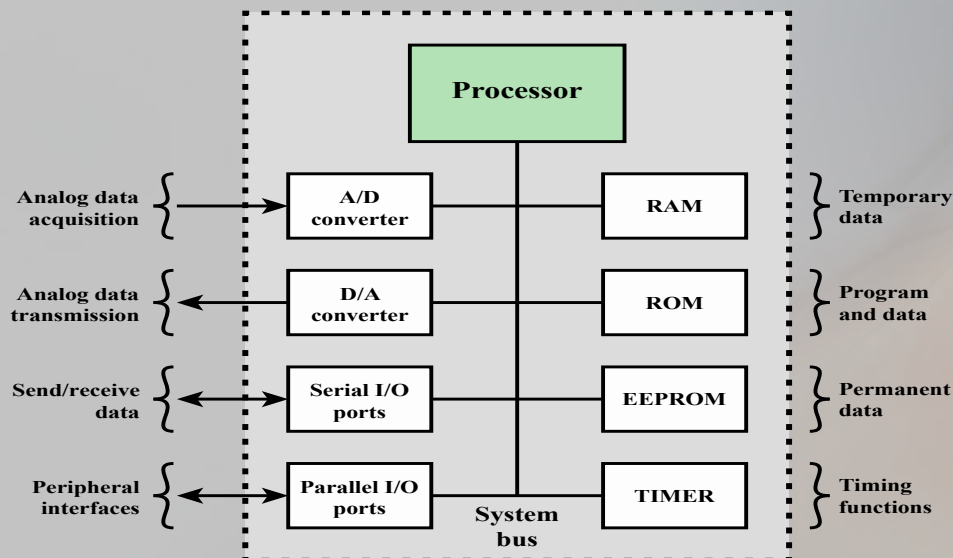 Processor
Analog data
acquisition
A/D
converter
RAM
Temporary
data
Analog data
transmission
D/A
converter
ROM
Program
and data
Send/receive
data
Serial I/O
ports
EEPROM
Permanent
data
Peripheral
interfaces
Parallel I/O
ports
System
bus
TIMER
Timing
functions